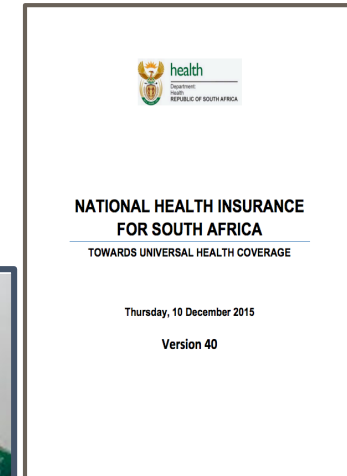 health
Department:
Health
REPUBLIC OF SOUTH AFRICA
NATIONAL HEALTH INSURANCE
FOR SOUTH AFRICA
TOWARDS UNIVERSAL HEALTH COVERAGE
Thursday, 10 December 2015
Version 40